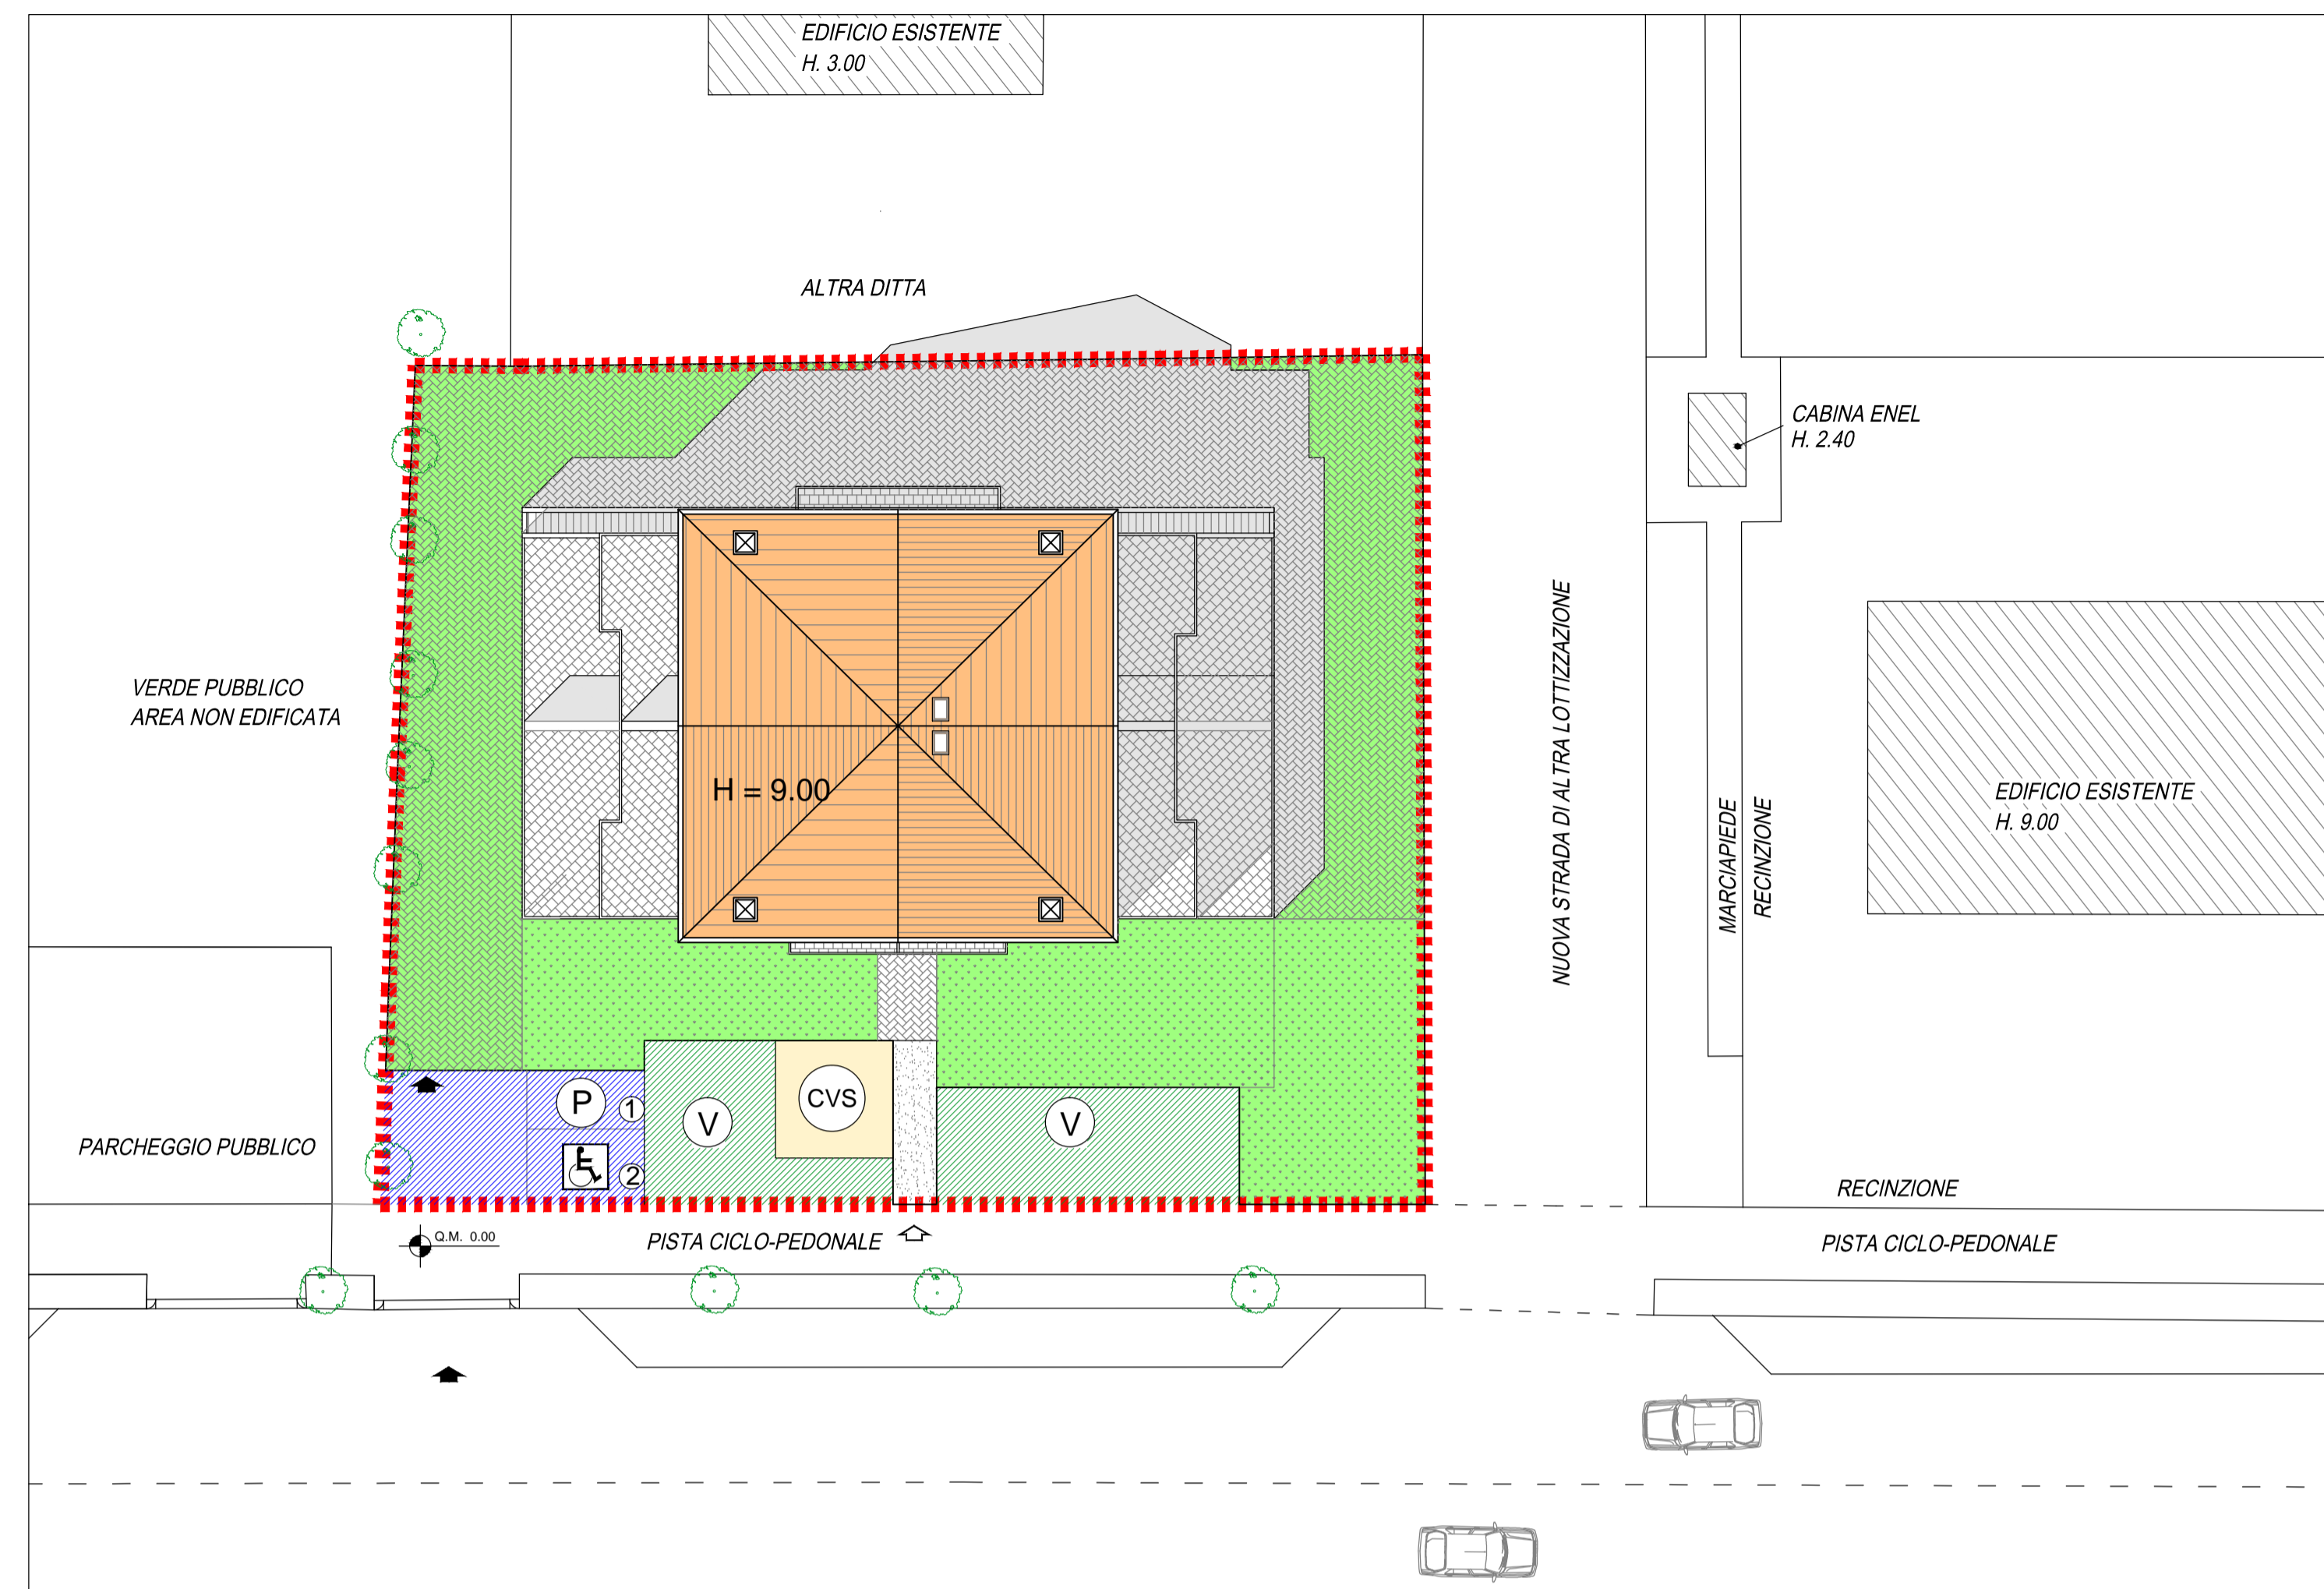 EDIFICIO ESISTENTE
H. 3.00
ALTRA DITTA
CABINA ENEL
H. 2.40
VERDE PUBBLICO
AREA NON EDIFICATA
H = 9.00
NUOVA STRADA DI ALTRA LOTTIZZAZIONE
MARCIAPIEDE
RECINZIONE
EDIFICIO ESISTENTE
H. 9.00
PARCHEGGIO PUBBLICO
P
1
2
V
CVS
V
RECINZIONE
Q.M. 0.00
PISTA CICLO-PEDONALE
PISTA CICLO-PEDONALE